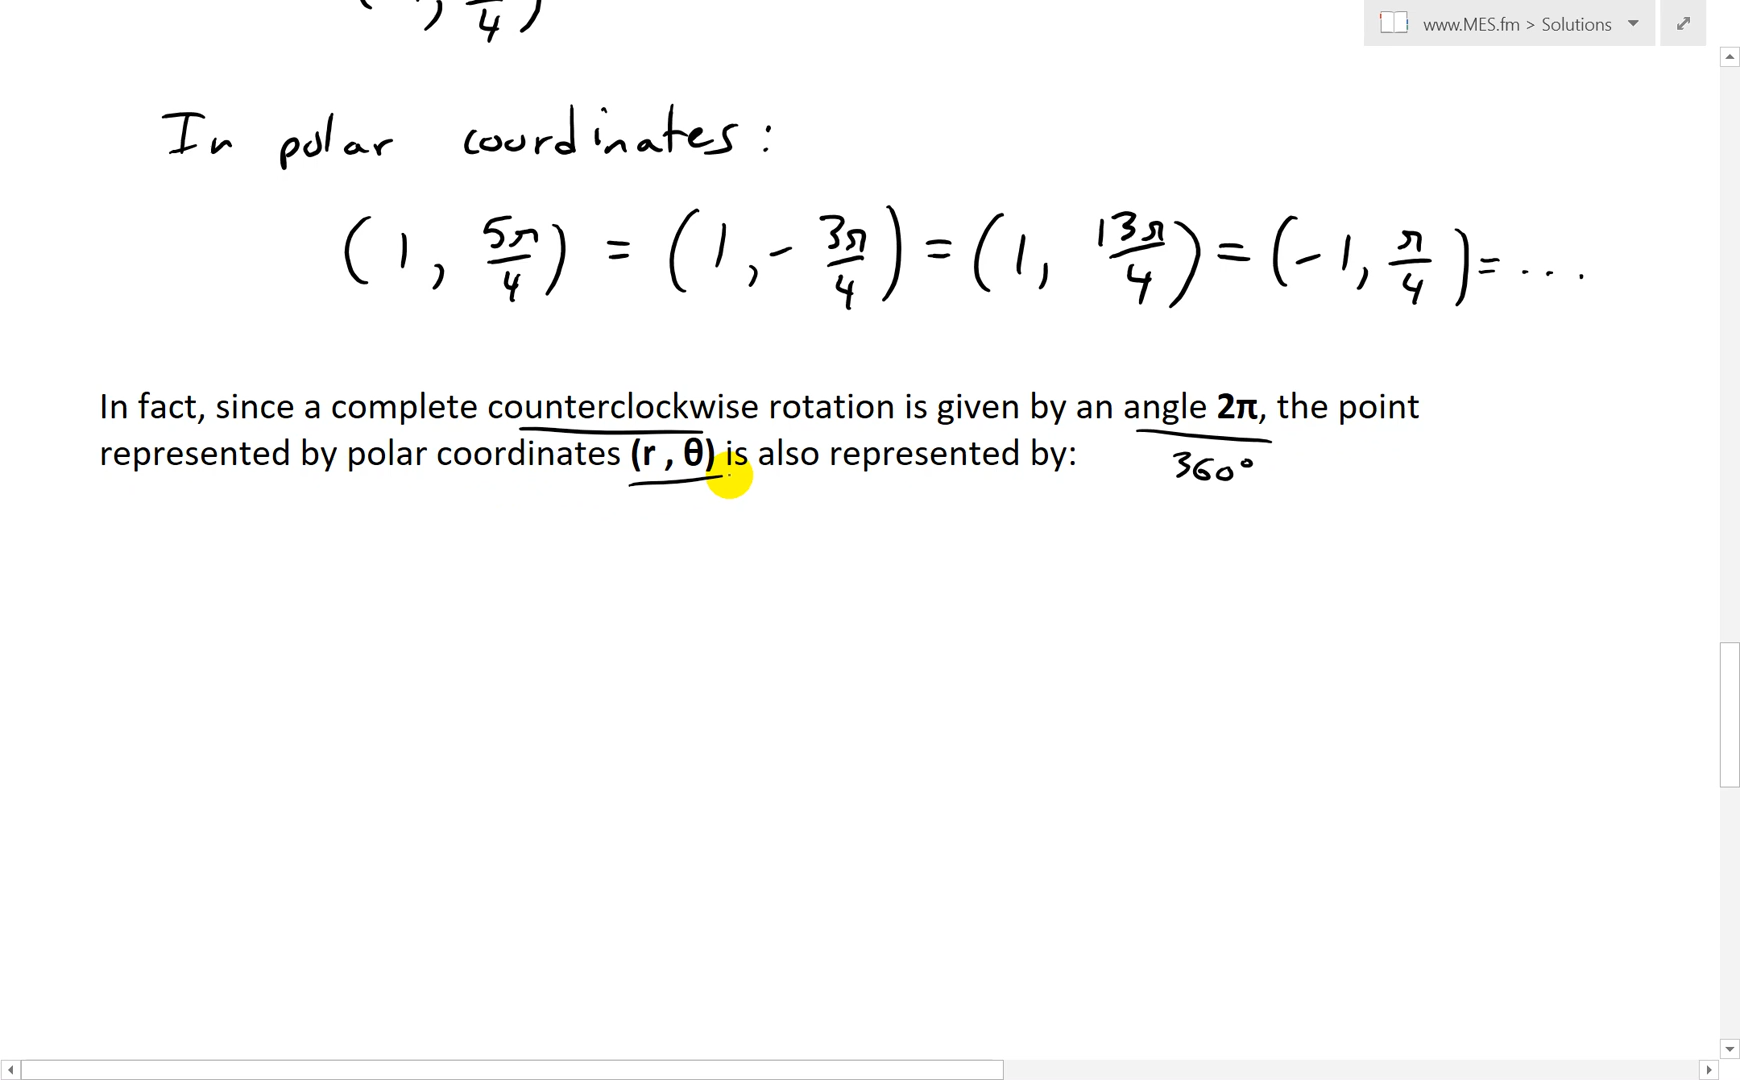 www.MES.fm > Solutions
( 1, π/4 )
In polar coordinates:
(1, 5π/4) = (1, -3π/4) = (1, 13π/4) = (-1, π/4) = ...
In fact, since a complete counterclockwise rotation is given by an angle 2π, the point
represented by polar coordinates (r , θ) is also represented by:
360°